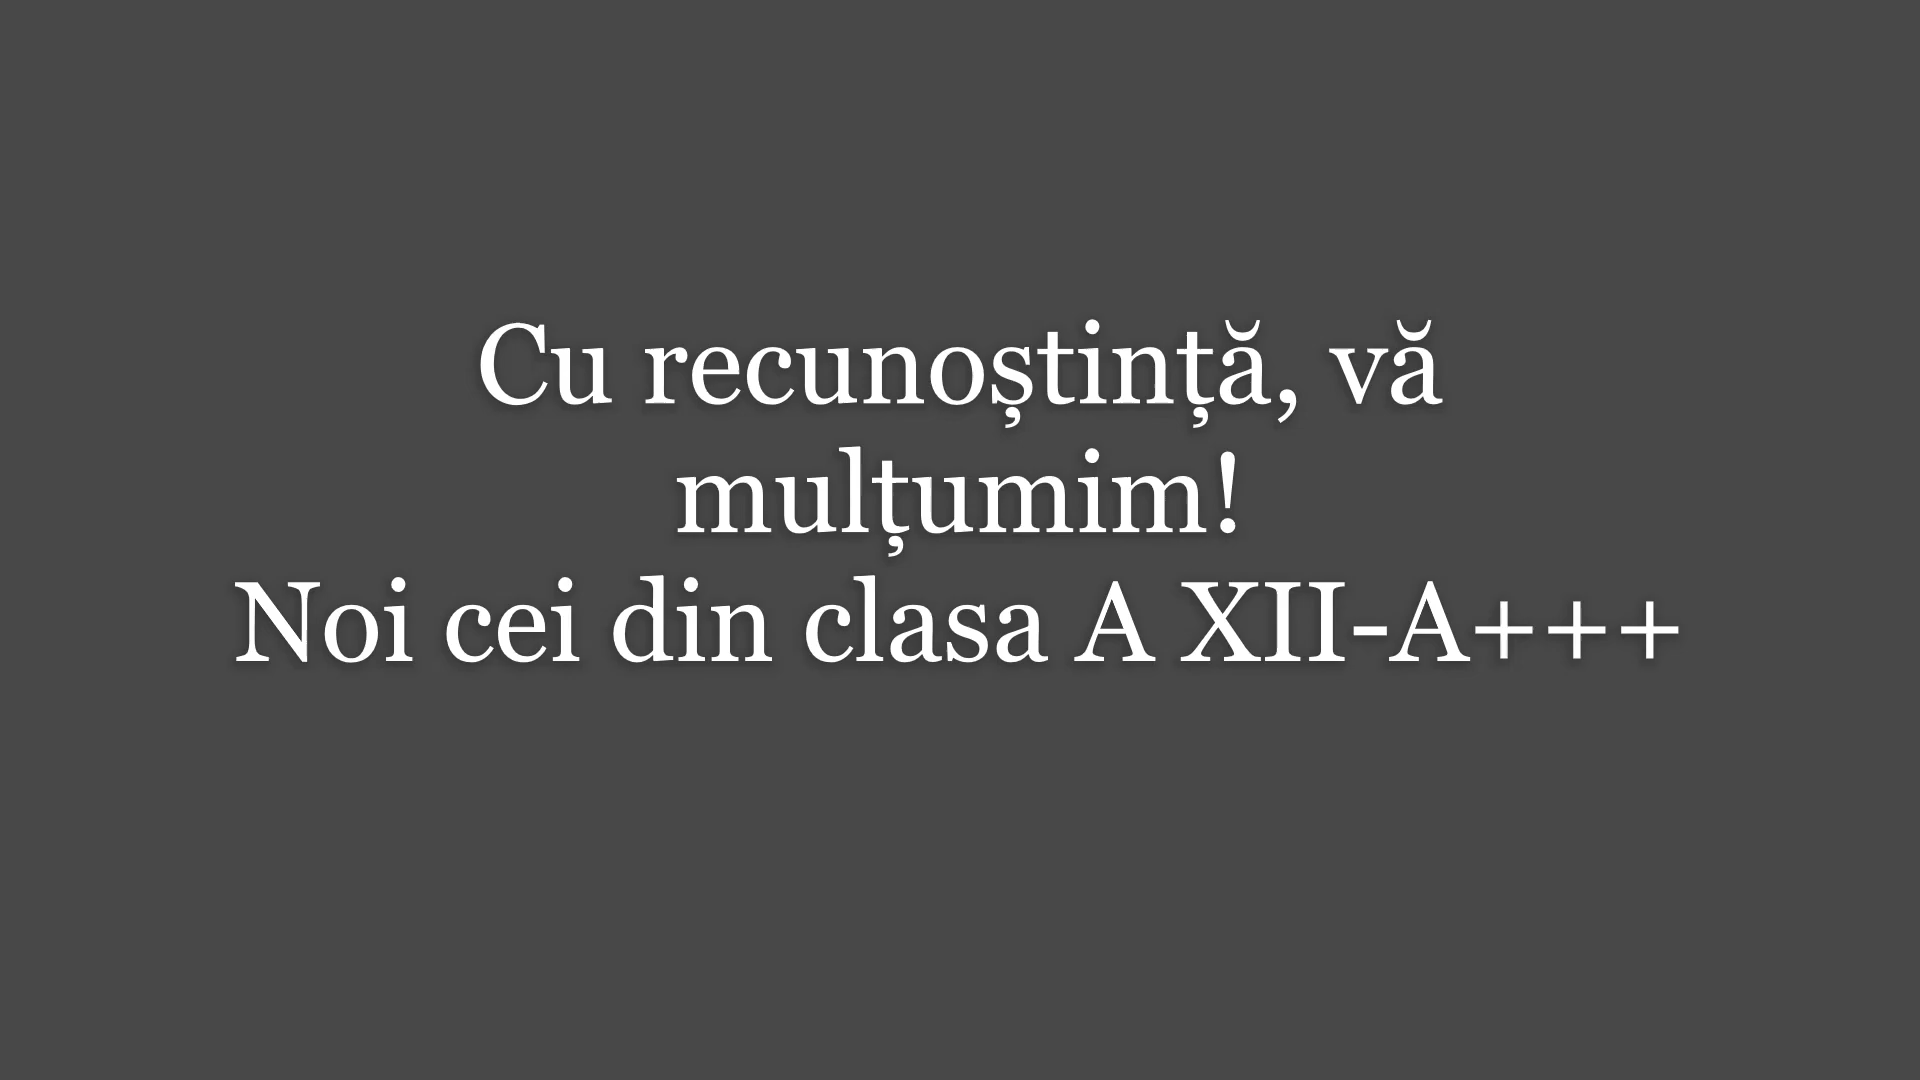 Cu recunoștință, vă
mulțumim!
Noi cei din clasa A XII-A+++